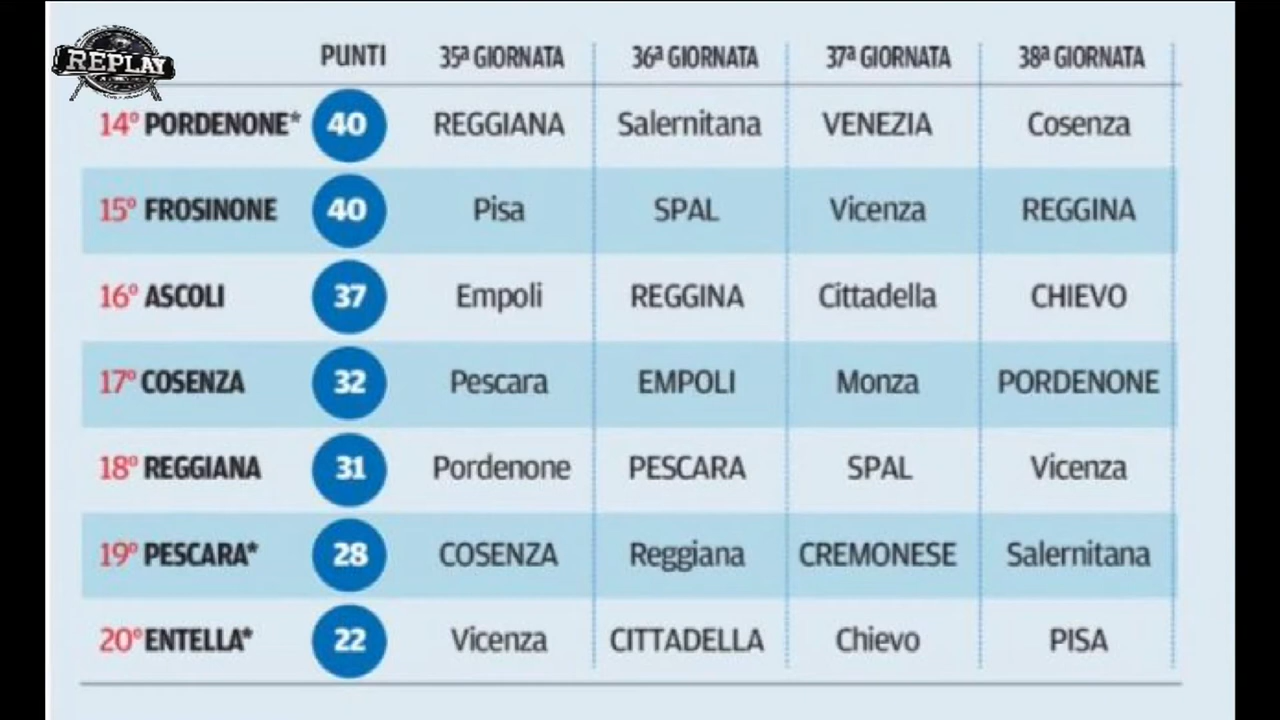 REPLAY
PUNTI 35ª GIORNATA 36ª GIORNATA 37ª GIORNATA 38ª GIORNATA
14° PORDENONE* 40 REGGIANA Salernitana VENEZIA Cosenza
15° FROSINONE 40 Pisa SPAL Vicenza REGGINA
16° ASCOLI 37 Empoli REGGINA Cittadella CHIEVO
17° COSENZA 32 Pescara EMPOLI Monza PORDENONE
18° REGGIANA 31 Pordenone PESCARA SPAL Vicenza
19° PESCARA* 28 COSENZA Reggiana CREMONESE Salernitana
20° ENTELLA* 22 Vicenza CITTADELLA Chievo PISA